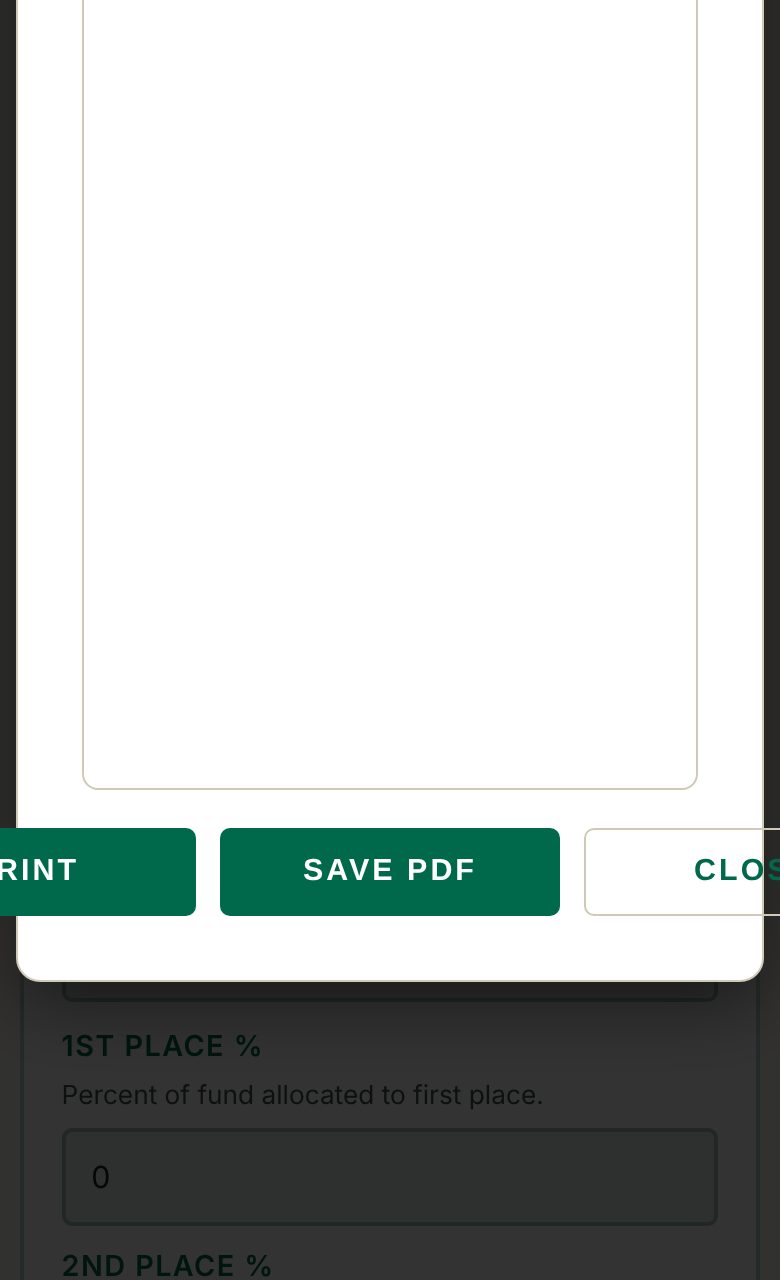 RINT
SAVE PDF
CLOS
1ST PLACE %
Percent of fund allocated to first place.
0
2ND PLACE %